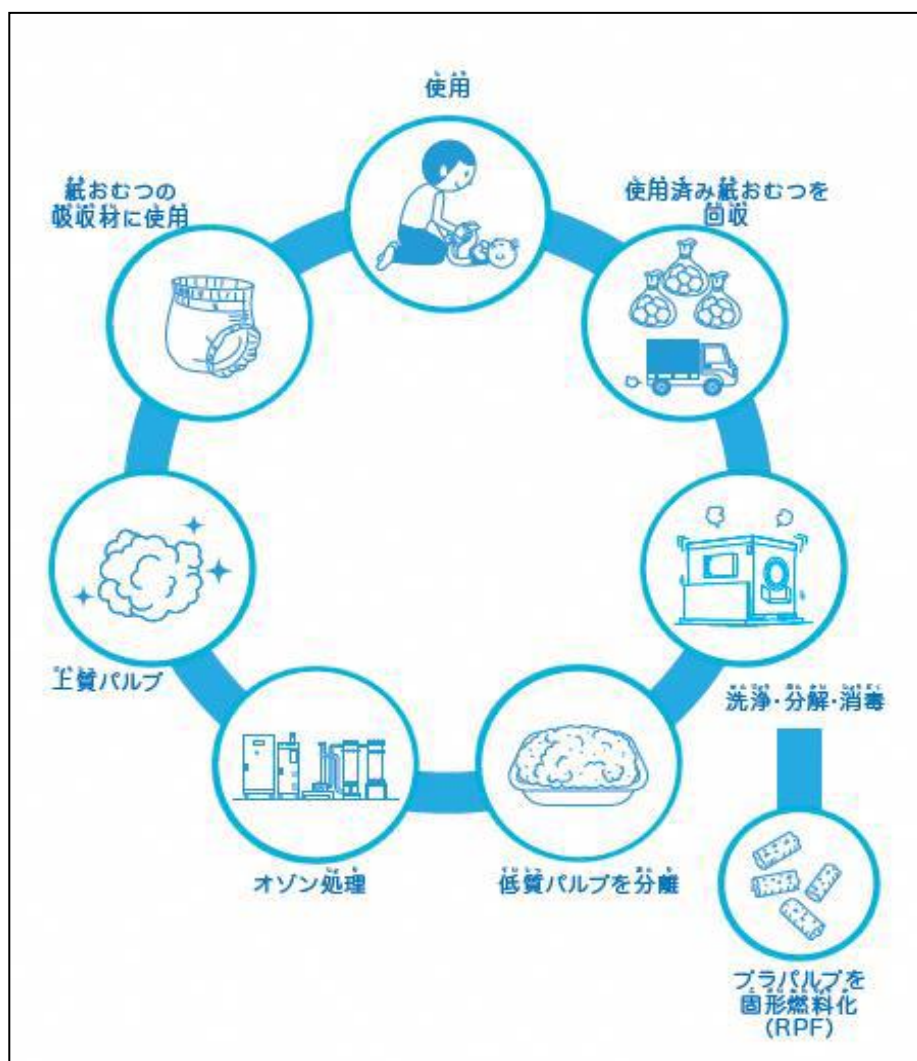 使用
使用済み紙おむつを
回収
洗浄・分解・消毒
プラパルプを
固形燃料化
(RPF)
低質パルプを分離
オゾン処理
上質パルプ
紙おむつの
吸収材に使用